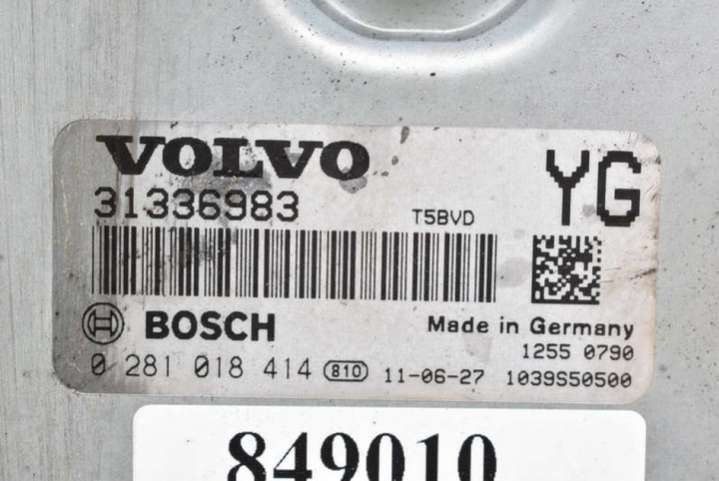 VOLVO
YG
31336983
T5BVD
BOSCH
Made in Germany
1255 0790
0 281 018 414 810 11-06-27 1039S50500
849010